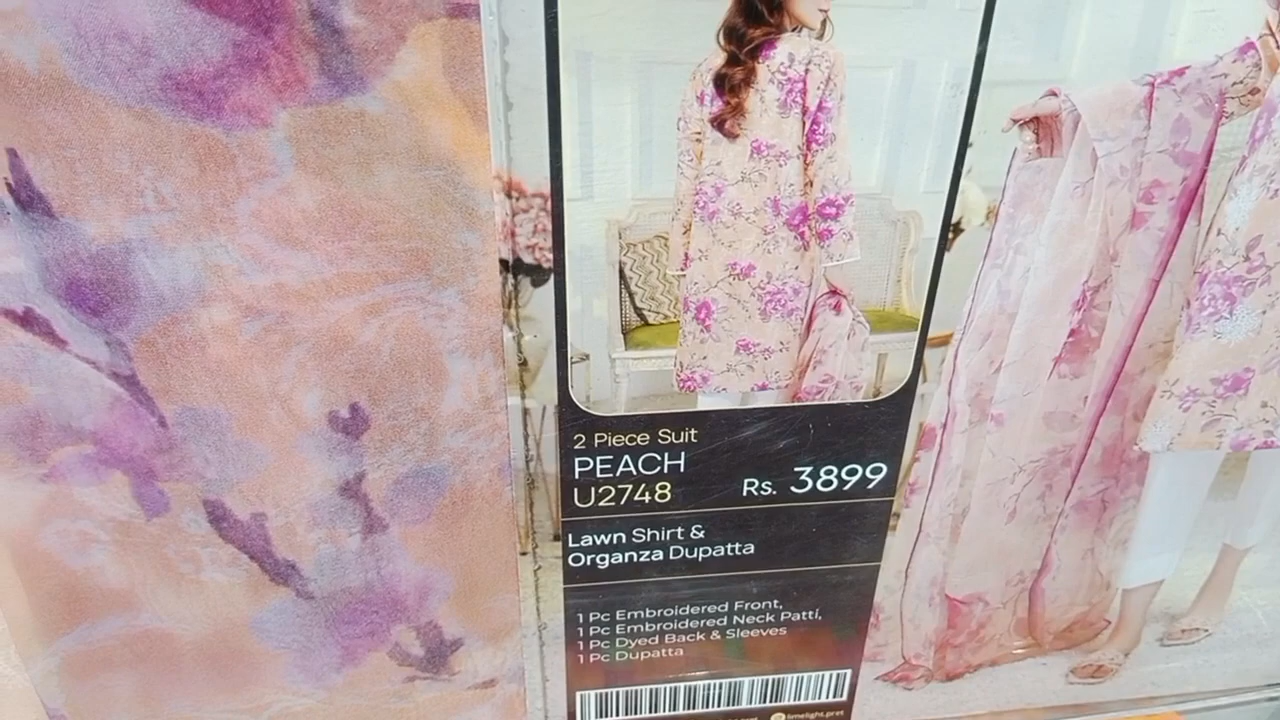 2 Piece Suit
PEACH
U2748
Rs. 3899
Lawn Shirt &
Organza Dupatta
1 Pc Embroidered Front,
1 Pc Embroidered Neck Patti,
1 Pc Dyed Back & Sleeves
1 Pc Dupatta
limelight.pret